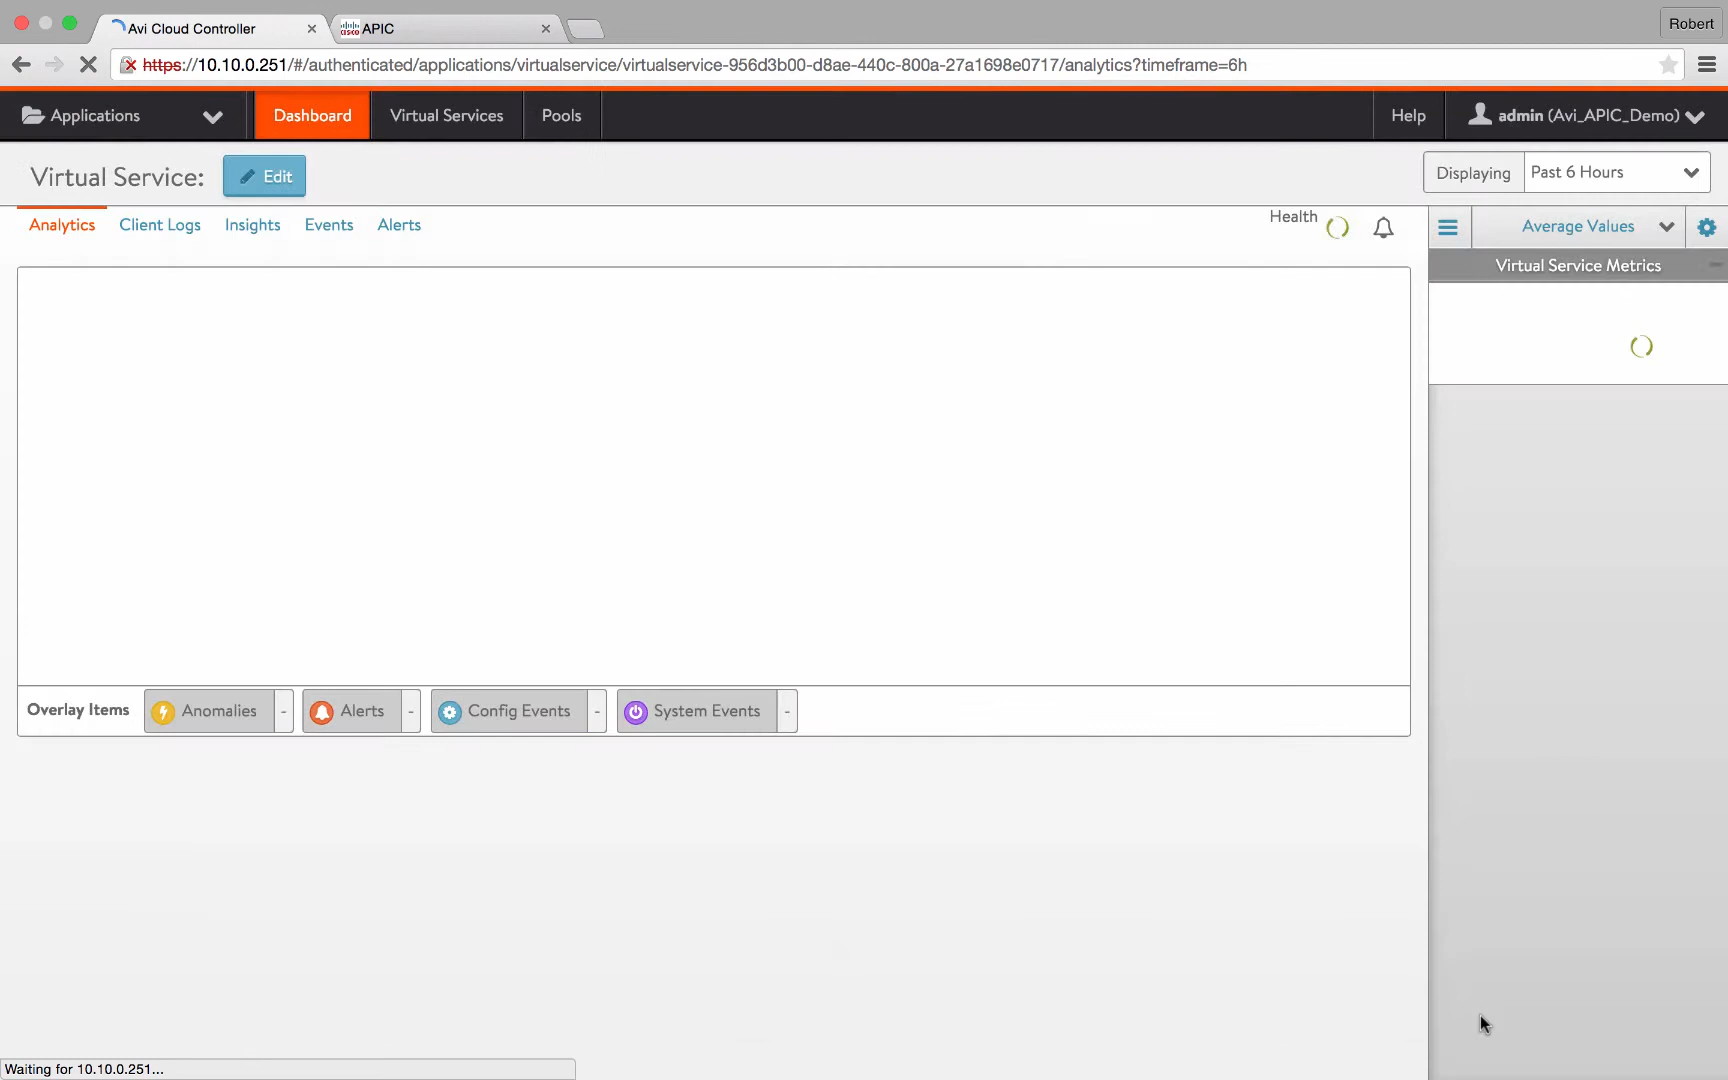 Robert
Avi Cloud Controller
CISCO APIC
https://10.10.0.251/#/authenticated/applications/virtualservice/virtualservice-956d3b00-d8ae-440c-800a-27a1698e0717/analytics?timeframe=6h
Applications Dashboard Virtual Services Pools Help admin (Avi_APIC_Demo)
Virtual Service: Edit Displaying Past 6 Hours
Analytics Client Logs Insights Events Alerts Health Average Values
Virtual Service Metrics
Overlay Items Anomalies - Alerts - Config Events - System Events -
Waiting for 10.10.0.251...